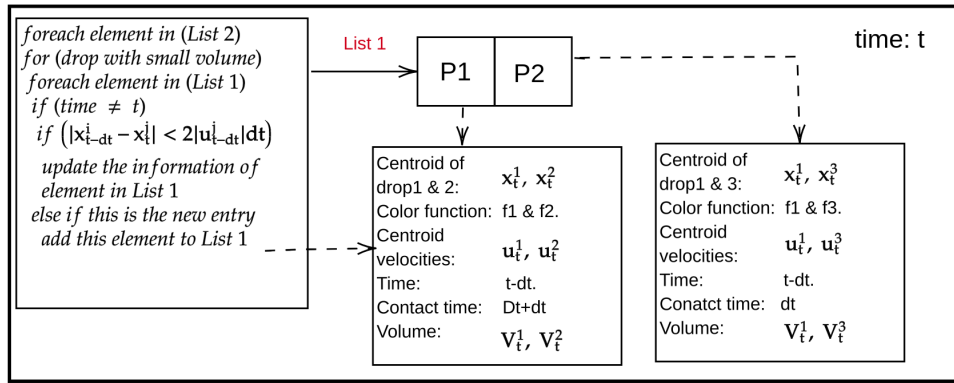 foreach element in (List 2)
for (drop with small volume)
foreach element in (List 1)
if (time ≠ t)
if (|x^i_{t-dt} − x^j_t| < 2|u^i_{t-dt}|dt)
update the information of
element in List 1
else if this is the new entry
add this element to List 1
List 1
P1
P2
time: t
Centroid of
drop1 & 2: x^1_t, x^2_t
Color function: f1 & f2.
Centroid
velocities: u^1_t, u^2_t
Time: t-dt.
Contact time: Dt+dt
Volume: V^1_t, V^2_t
Centroid of
drop1 & 3: x^1_t, x^3_t
Color function: f1 & f3.
Centroid
velocities: u^1_t, u^3_t
Time: t-dt.
Conatct time: dt
Volume: V^1_t, V^3_t